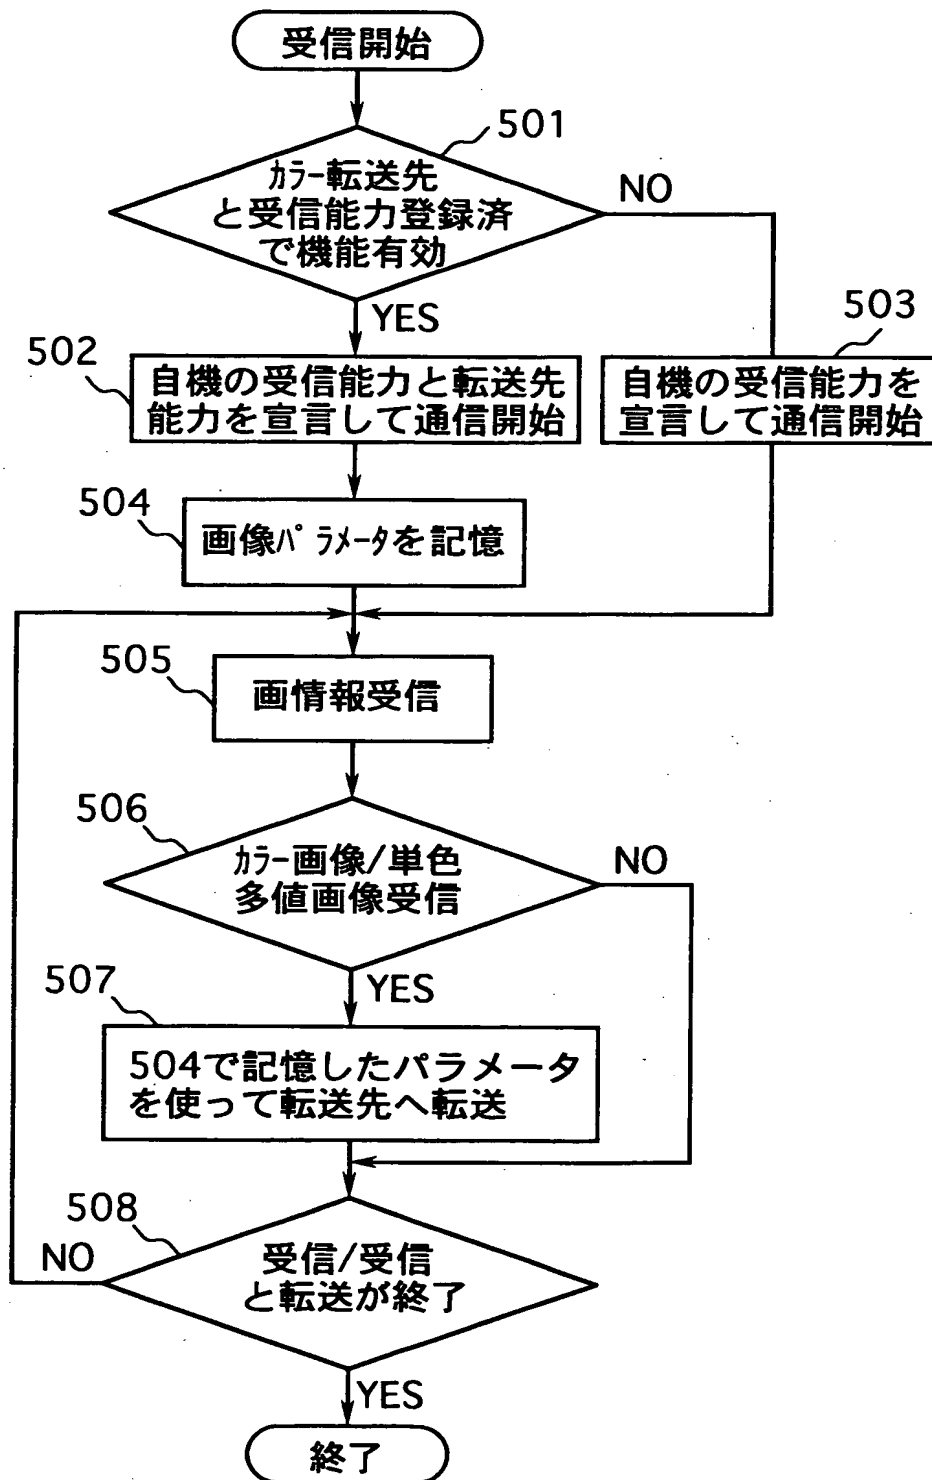 受信開始
501
カラー転送先
と受信能力登録済
で機能有効
NO
YES
502
自機の受信能力と転送先
能力を宣言して通信開始
503
自機の受信能力を
宣言して通信開始
504
画像パラメータを記憶
505
画情報受信
506
カラー画像/単色
多値画像受信
NO
YES
507
504で記憶したパラメータ
を使って転送先へ転送
508
受信/受信
と転送が終了
NO
YES
終了